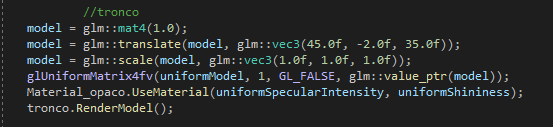 //tronco
model = glm::mat4(1.0);
model = glm::translate(model, glm::vec3(45.0f, -2.0f, 35.0f));
model = glm::scale(model, glm::vec3(1.0f, 1.0f, 1.0f));
glUniformMatrix4fv(uniformModel, 1, GL_FALSE, glm::value_ptr(model));
Material_opaco.UseMaterial(uniformSpecularIntensity, uniformShininess);
tronco.RenderModel();